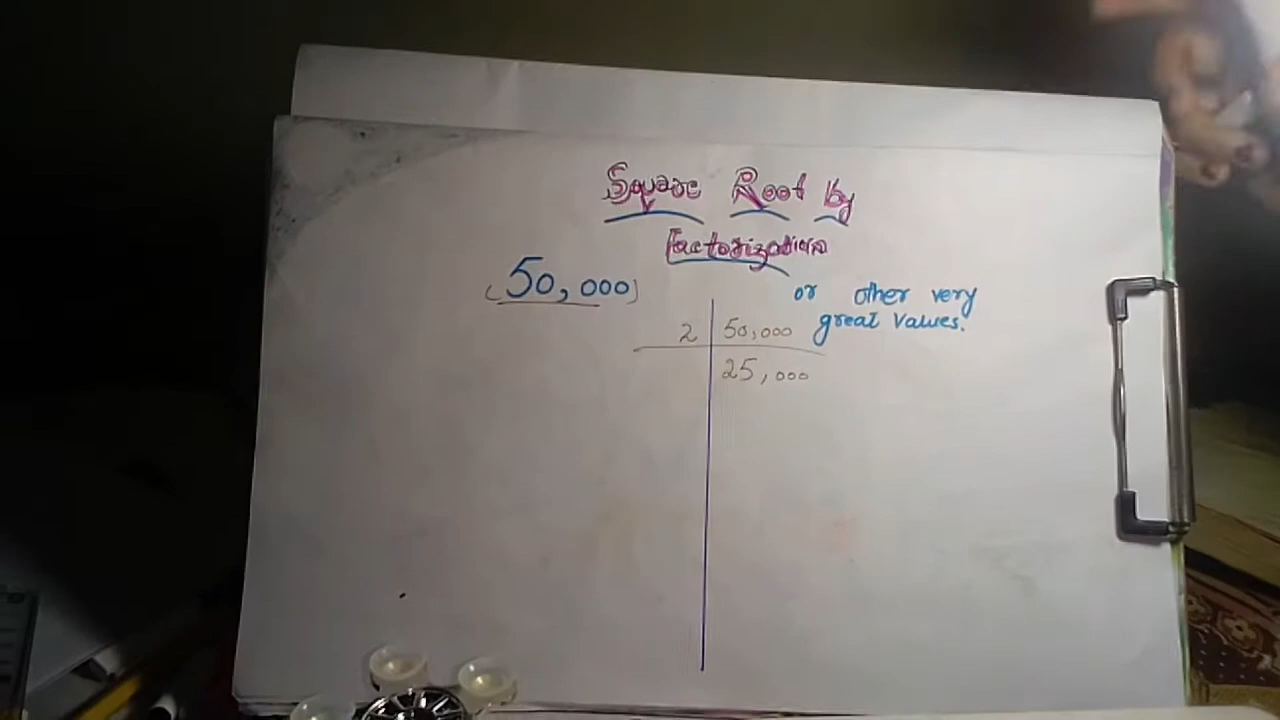 Square Root by
Factorization
(50,000)
or other very
great values.
2 | 50,000
25,000